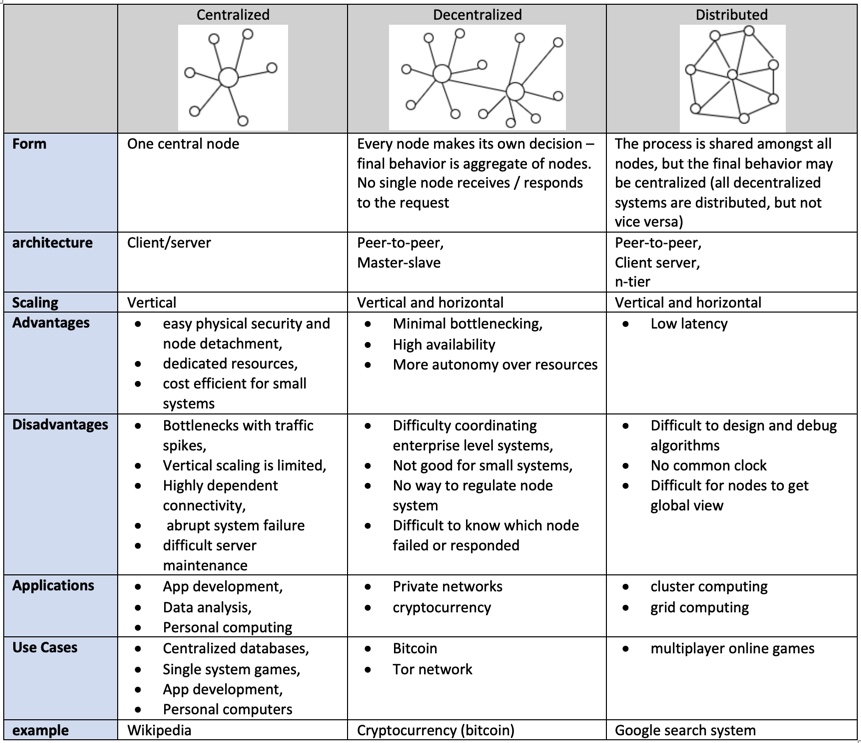 Centralized
Decentralized
Distributed
Form
One central node
Every node makes its own decision –
final behavior is aggregate of nodes.
No single node receives / responds
to the request
The process is shared amongst all
nodes, but the final behavior may
be centralized (all decentralized
systems are distributed, but not
vice versa)
architecture
Client/server
Peer-to-peer,
Master-slave
Peer-to-peer,
Client server,
n-tier
Scaling
Vertical
Vertical and horizontal
Vertical and horizontal
Advantages
• easy physical security and
node detachment,
• dedicated resources,
• cost efficient for small
systems
• Minimal bottlenecking,
• High availability
• More autonomy over resources
• Low latency
Disadvantages
• Bottlenecks with traffic
spikes,
• Vertical scaling is limited,
• Highly dependent
connectivity,
• abrupt system failure
• difficult server
maintenance
• Difficulty coordinating
enterprise level systems,
• Not good for small systems,
• No way to regulate node
system
• Difficult to know which node
failed or responded
• Difficult to design and debug
algorithms
• No common clock
• Difficult for nodes to get
global view
Applications
• App development,
• Data analysis,
• Personal computing
• Private networks
• cryptocurrency
• cluster computing
• grid computing
Use Cases
• Centralized databases,
• Single system games,
• App development,
• Personal computers
• Bitcoin
• Tor network
• multiplayer online games
example
Wikipedia
Cryptocurrency (bitcoin)
Google search system